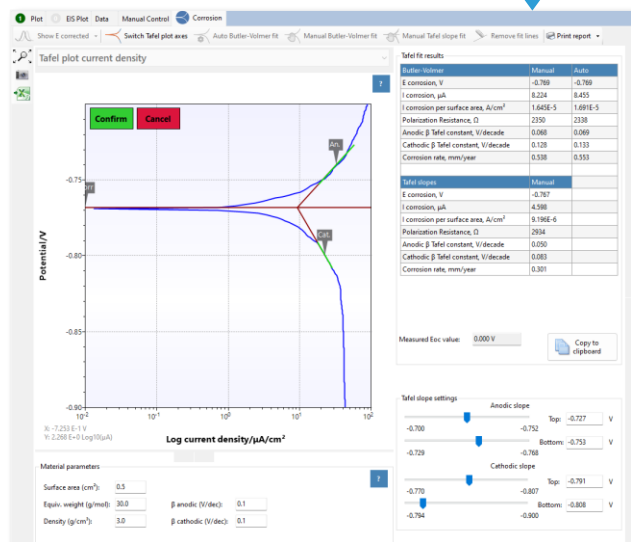 Plot EIS Plot Data Manual Control Corrosion
Show E corrected Switch Tafel plot axes Auto Butler-Volmer fit Manual Butler-Volmer fit Manual Tafel slope fit Remove fit lines Print report
Tafel plot current density
?
Confirm Cancel
An.
Cat.
Potential/V
-0.75
-0.80
-0.85
-0.90
10-2 10-1 100 101 102
X: -7.253 E-1 V
Y: 2.268 E+0 Log10(µA)
Log current density/µA/cm²
Material parameters
?
Surface area (cm²): 0.5
Equiv. weight (g/mol): 30.0 β anodic (V/dec): 0.1
Density (g/cm³): 3.0 β cathodic (V/dec): 0.1
Tafel fit results
Butler-Volmer Manual Auto
E corrosion, V -0.769 -0.769
I corrosion, µA 8.224 8.455
I corrosion per surface area, A/cm² 1.645E-5 1.691E-5
Polarization Resistance, Ω 2350 2338
Anodic β Tafel constant, V/decade 0.068 0.069
Cathodic β Tafel constant, V/decade 0.128 0.133
Corrosion rate, mm/year 0.538 0.553
Tafel slopes Manual
E corrosion, V -0.767
I corrosion, µA 4.598
I corrosion per surface area, A/cm² 9.196E-6
Polarization Resistance, Ω 2934
Anodic β Tafel constant, V/decade 0.050
Cathodic β Tafel constant, V/decade 0.083
Corrosion rate, mm/year 0.301
Measured Eoc value: 0.000 V
Copy to
clipboard
Tafel slope settings
Anodic slope
Top: -0.727 V
-0.700 -0.752
Bottom: -0.753 V
-0.729 -0.768
Cathodic slope
Top: -0.791 V
-0.770 -0.807
Bottom: -0.808 V
-0.794 -0.900